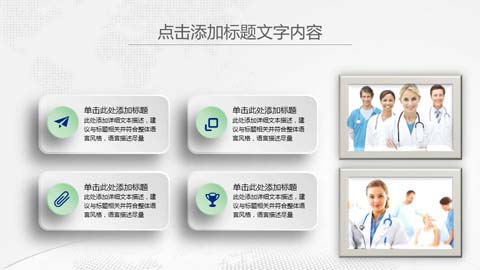 点击添加标题文字内容
单击此处添加标题
此处添加详细文本描述，建
议与标题相关并符合整体语
言风格，语言描述尽量
单击此处添加标题
此处添加详细文本描述，建
议与标题相关并符合整体语
言风格，语言描述尽量
单击此处添加标题
此处添加详细文本描述，建
议与标题相关并符合整体语
言风格，语言描述尽量
单击此处添加标题
此处添加详细文本描述，建
议与标题相关并符合整体语
言风格，语言描述尽量